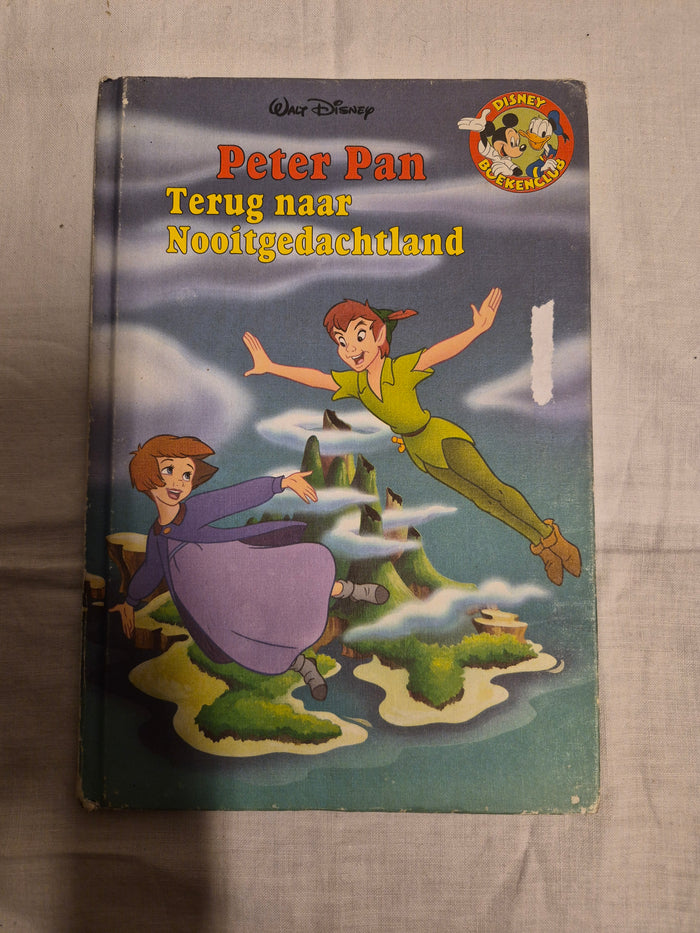 Walt Disney
DISNEY
BOEKENCLUB
Peter Pan
Terug naar
Nooitgedachtland